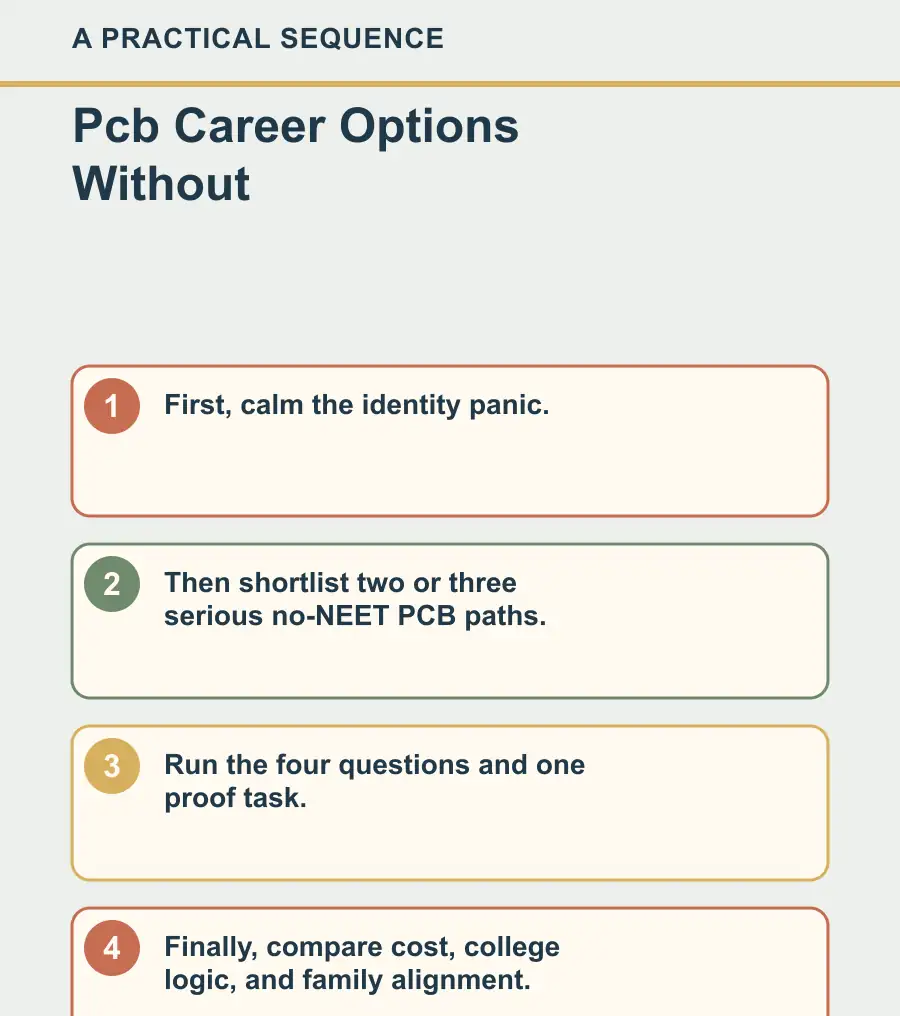 A PRACTICAL SEQUENCE
Pcb Career Options
Without
1
First, calm the identity panic.
2
Then shortlist two or three
serious no-NEET PCB paths.
3
Run the four questions and one
proof task.
4
Finally, compare cost, college
logic, and family alignment.